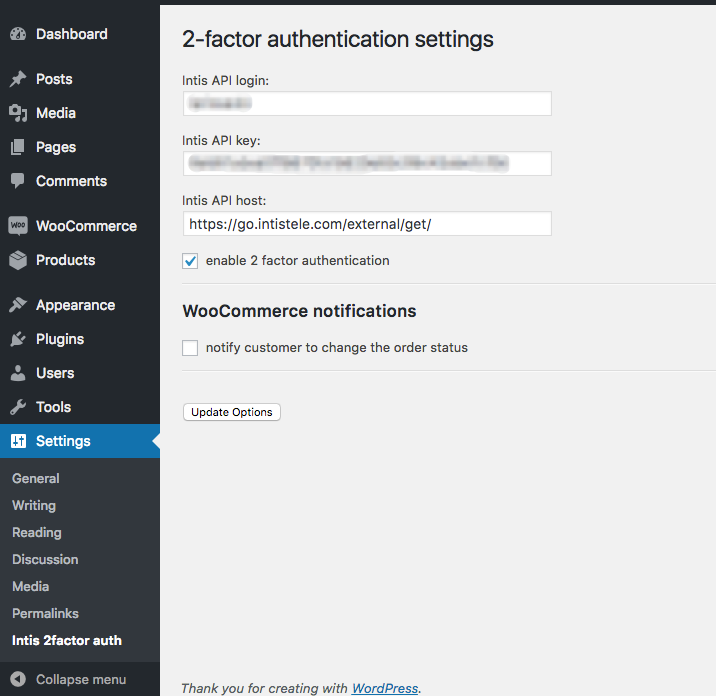 Dashboard
Posts
Media
Pages
Comments
Woo WooCommerce
Products
Appearance
Plugins
Users
Tools
Settings
General
Writing
Reading
Discussion
Media
Permalinks
Intis 2factor auth
Collapse menu
2-factor authentication settings
Intis API login:
Intis API key:
Intis API host:
https://go.intistele.com/external/get/
enable 2 factor authentication
WooCommerce notifications
notify customer to change the order status
Update Options
Thank you for creating with WordPress.